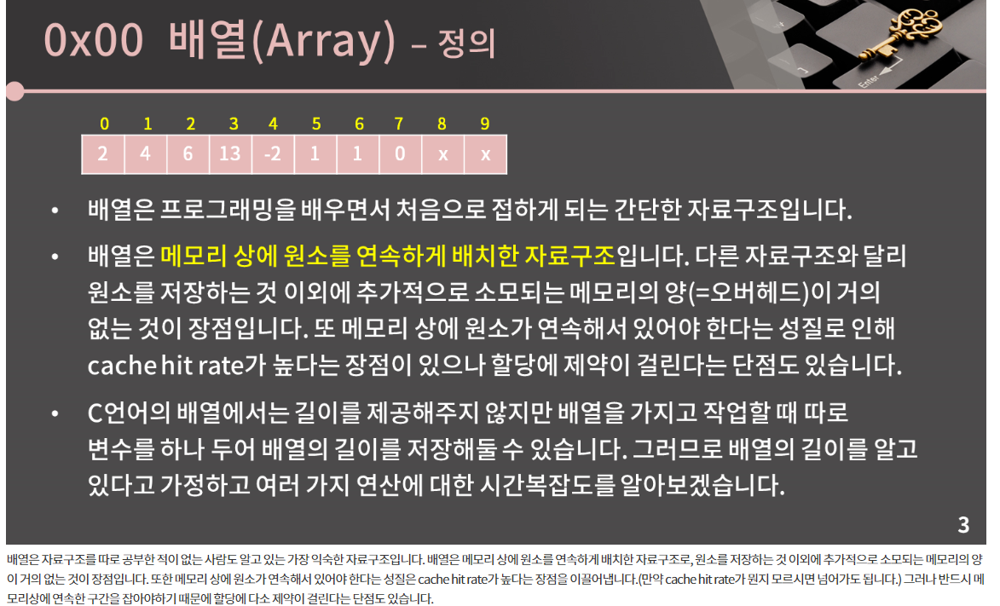 0x00 배열(Array) – 정의
Enter
0 1 2 3 4 5 6 7 8 9
2 4 6 13 -2 1 1 0 x x
• 배열은 프로그래밍을 배우면서 처음으로 접하게 되는 간단한 자료구조입니다.
• 배열은 메모리 상에 원소를 연속하게 배치한 자료구조입니다. 다른 자료구조와 달리
원소를 저장하는 것 이외에 추가적으로 소모되는 메모리의 양(=오버헤드)이 거의
없는 것이 장점입니다. 또 메모리 상에 원소가 연속해서 있어야 한다는 성질로 인해
cache hit rate가 높다는 장점이 있으나 할당에 제약이 걸린다는 단점도 있습니다.
• C언어의 배열에서는 길이를 제공해주지 않지만 배열을 가지고 작업할 때 따로
변수를 하나 두어 배열의 길이를 저장해둘 수 있습니다. 그러므로 배열의 길이를 알고
있다고 가정하고 여러 가지 연산에 대한 시간복잡도를 알아보겠습니다.
3
배열은 자료구조를 따로 공부한 적이 없는 사람도 알고 있는 가장 익숙한 자료구조입니다. 배열은 메모리 상에 원소를 연속하게 배치한 자료구조로, 원소를 저장하는 것 이외에 추가적으로 소모되는 메모리의 양
이 거의 없는 것이 장점입니다. 또한 메모리 상에 원소가 연속해서 있어야 한다는 성질은 cache hit rate가 높다는 장점을 이끌어냅니다.(만약 cache hit rate가 뭔지 모르시면 넘어가도 됩니다.) 그러나 반드시 메
모리상에 연속한 구간을 잡아야하기 때문에 할당에 다소 제약이 걸린다는 단점도 있습니다.